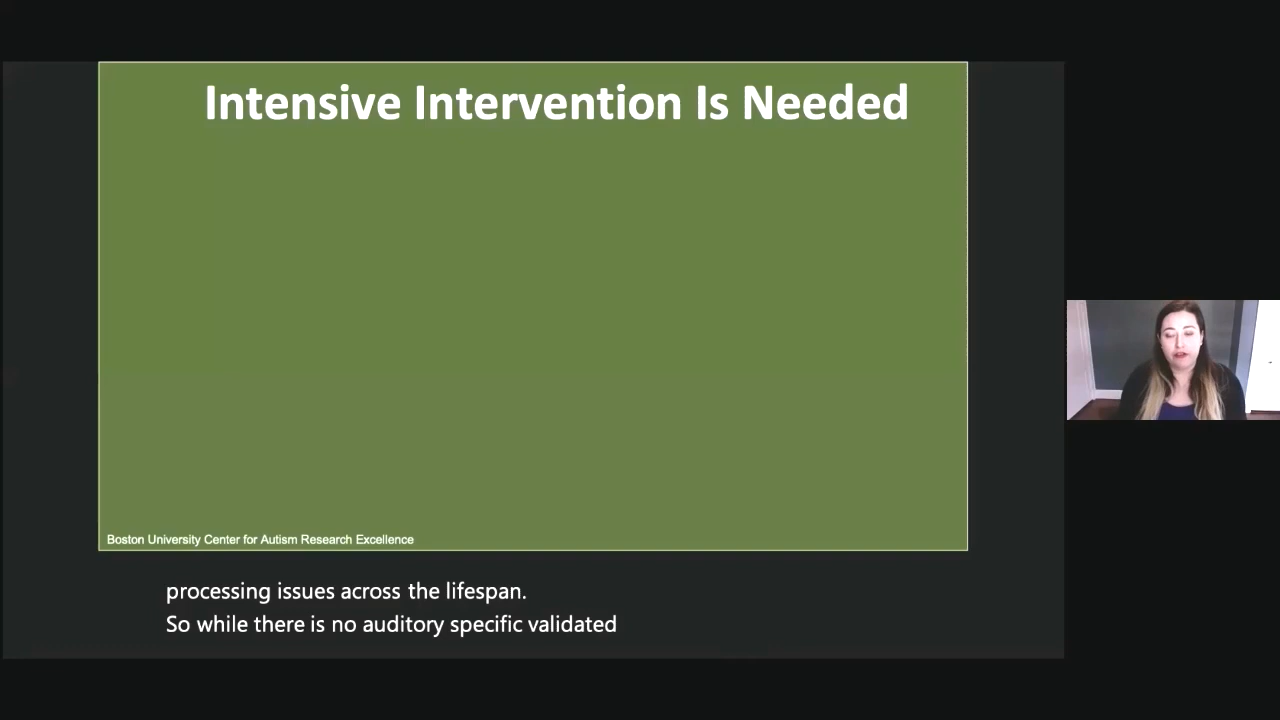 Intensive Intervention Is Needed
Boston University Center for Autism Research Excellence
processing issues across the lifespan.
So while there is no auditory specific validated